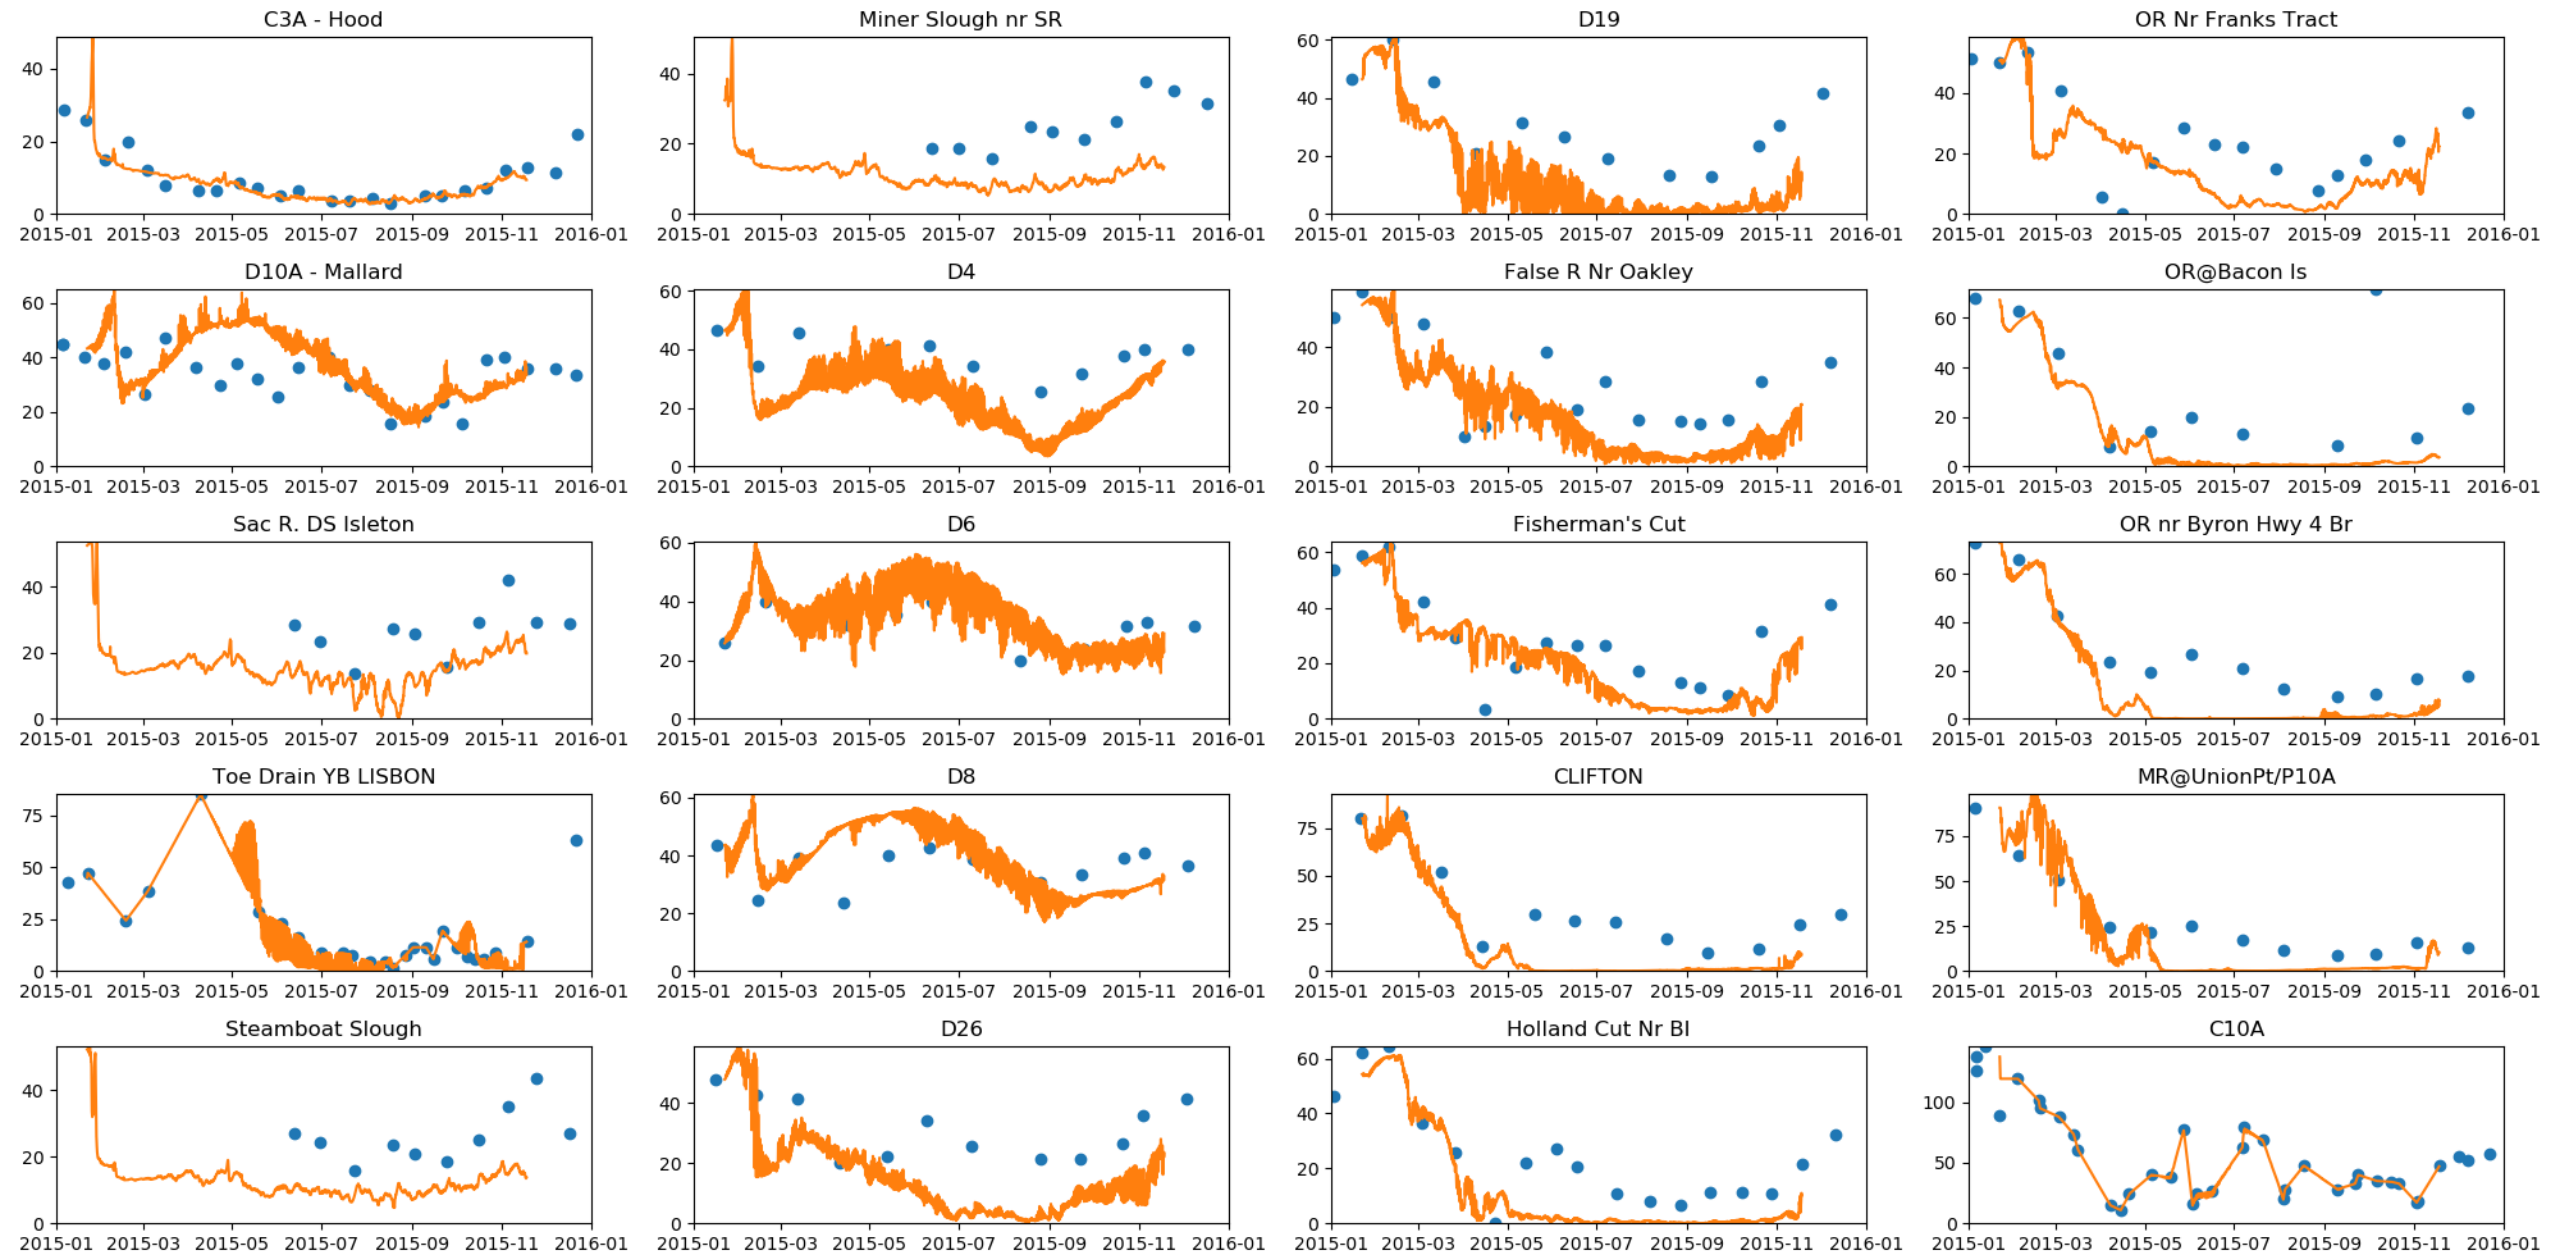 C3A - Hood
Miner Slough nr SR
D19
OR Nr Franks Tract
40
20
0
40
20
0
60
40
20
0
40
20
0
2015-01 2015-03 2015-05 2015-07 2015-09 2015-11 2016-01
2015-01 2015-03 2015-05 2015-07 2015-09 2015-11 2016-01
2015-01 2015-03 2015-05 2015-07 2015-09 2015-11 2016-01
2015-01 2015-03 2015-05 2015-07 2015-09 2015-11 2016-01
D10A - Mallard
D4
False R Nr Oakley
OR@Bacon Is
60
40
20
0
60
40
20
0
40
20
0
60
40
20
0
2015-01 2015-03 2015-05 2015-07 2015-09 2015-11 2016-01
2015-01 2015-03 2015-05 2015-07 2015-09 2015-11 2016-01
2015-01 2015-03 2015-05 2015-07 2015-09 2015-11 2016-01
2015-01 2015-03 2015-05 2015-07 2015-09 2015-11 2016-01
Sac R. DS Isleton
D6
Fisherman's Cut
OR nr Byron Hwy 4 Br
40
20
0
60
40
20
0
60
40
20
0
60
40
20
0
2015-01 2015-03 2015-05 2015-07 2015-09 2015-11 2016-01
2015-01 2015-03 2015-05 2015-07 2015-09 2015-11 2016-01
2015-01 2015-03 2015-05 2015-07 2015-09 2015-11 2016-01
2015-01 2015-03 2015-05 2015-07 2015-09 2015-11 2016-01
Toe Drain YB LISBON
D8
CLIFTON
MR@UnionPt/P10A
75
50
25
0
60
40
20
0
75
50
25
0
75
50
25
0
2015-01 2015-03 2015-05 2015-07 2015-09 2015-11 2016-01
2015-01 2015-03 2015-05 2015-07 2015-09 2015-11 2016-01
2015-01 2015-03 2015-05 2015-07 2015-09 2015-11 2016-01
2015-01 2015-03 2015-05 2015-07 2015-09 2015-11 2016-01
Steamboat Slough
D26
Holland Cut Nr BI
C10A
40
20
0
40
20
0
60
40
20
0
100
50
0
2015-01 2015-03 2015-05 2015-07 2015-09 2015-11 2016-01
2015-01 2015-03 2015-05 2015-07 2015-09 2015-11 2016-01
2015-01 2015-03 2015-05 2015-07 2015-09 2015-11 2016-01
2015-01 2015-03 2015-05 2015-07 2015-09 2015-11 2016-01